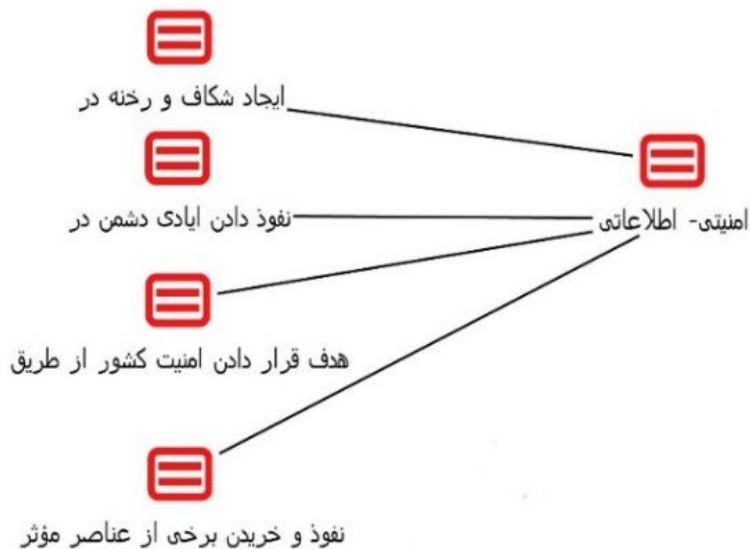 ایجاد شکاف و رخنه در
امنیتی- اطلاعاتی
نفوذ دادن ایادی دشمن در
هدف قرار دادن امنیت کشور از طریق
نفوذ و خریدن برخی از عناصر مؤثر